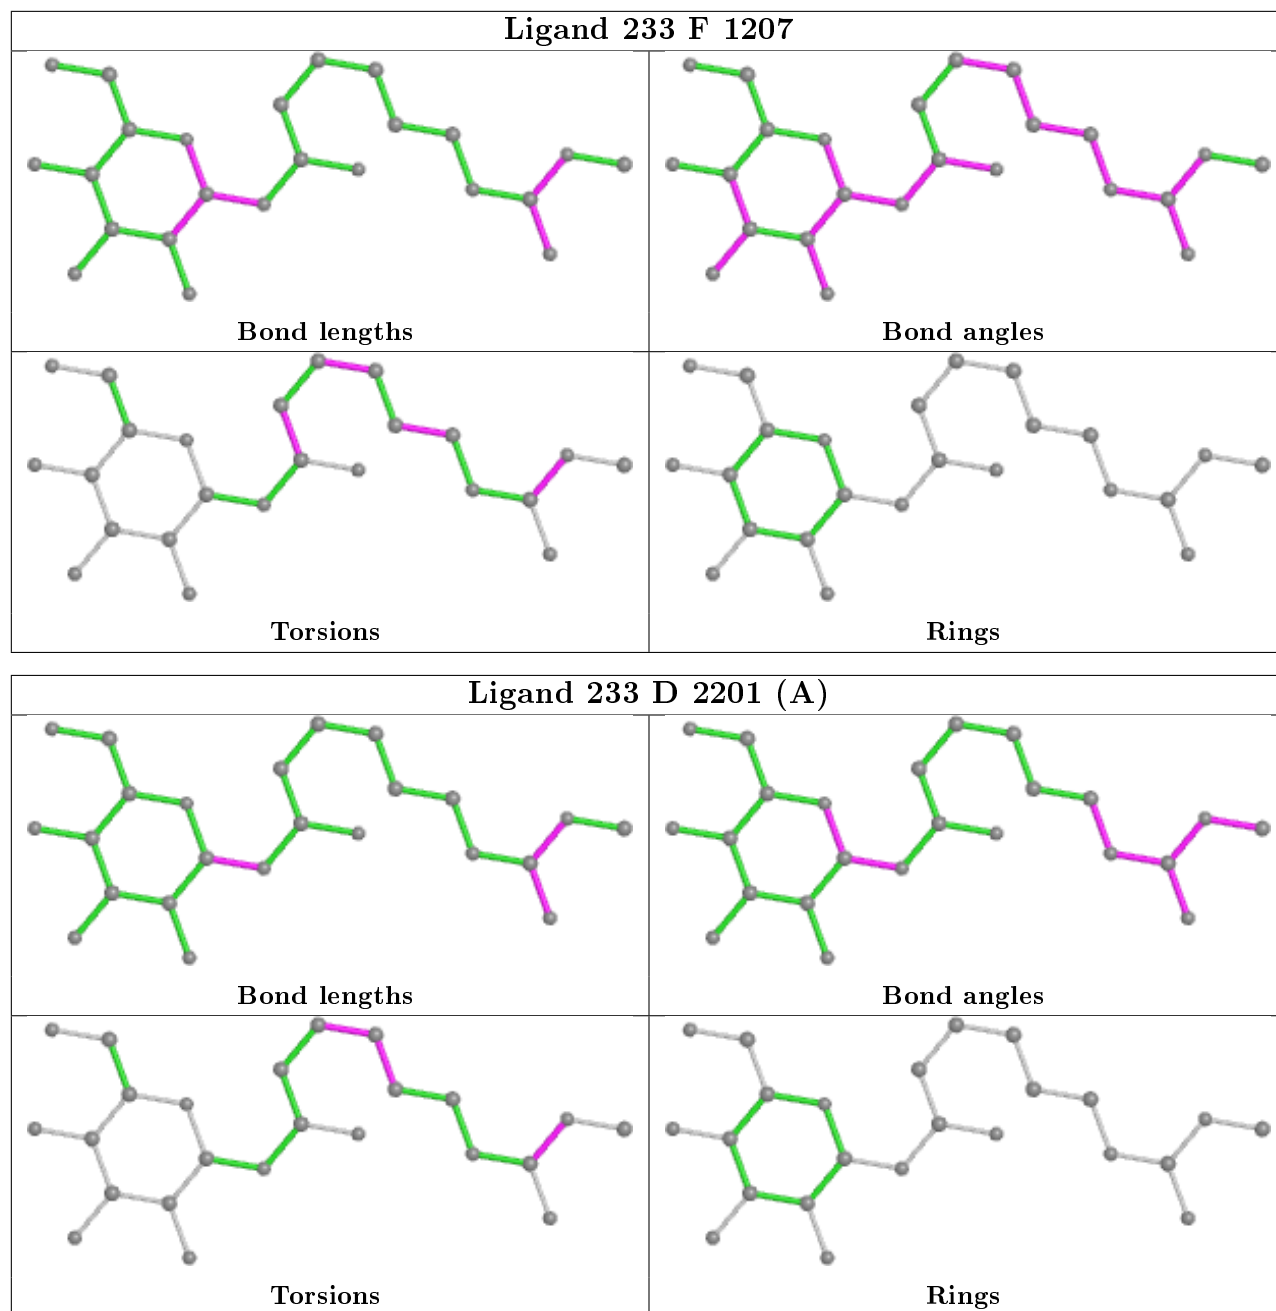 Ligand 233 F 1207
Bond lengths
Bond angles
Torsions
Rings
Ligand 233 D 2201 (A)
Bond lengths
Bond angles
Torsions
Rings